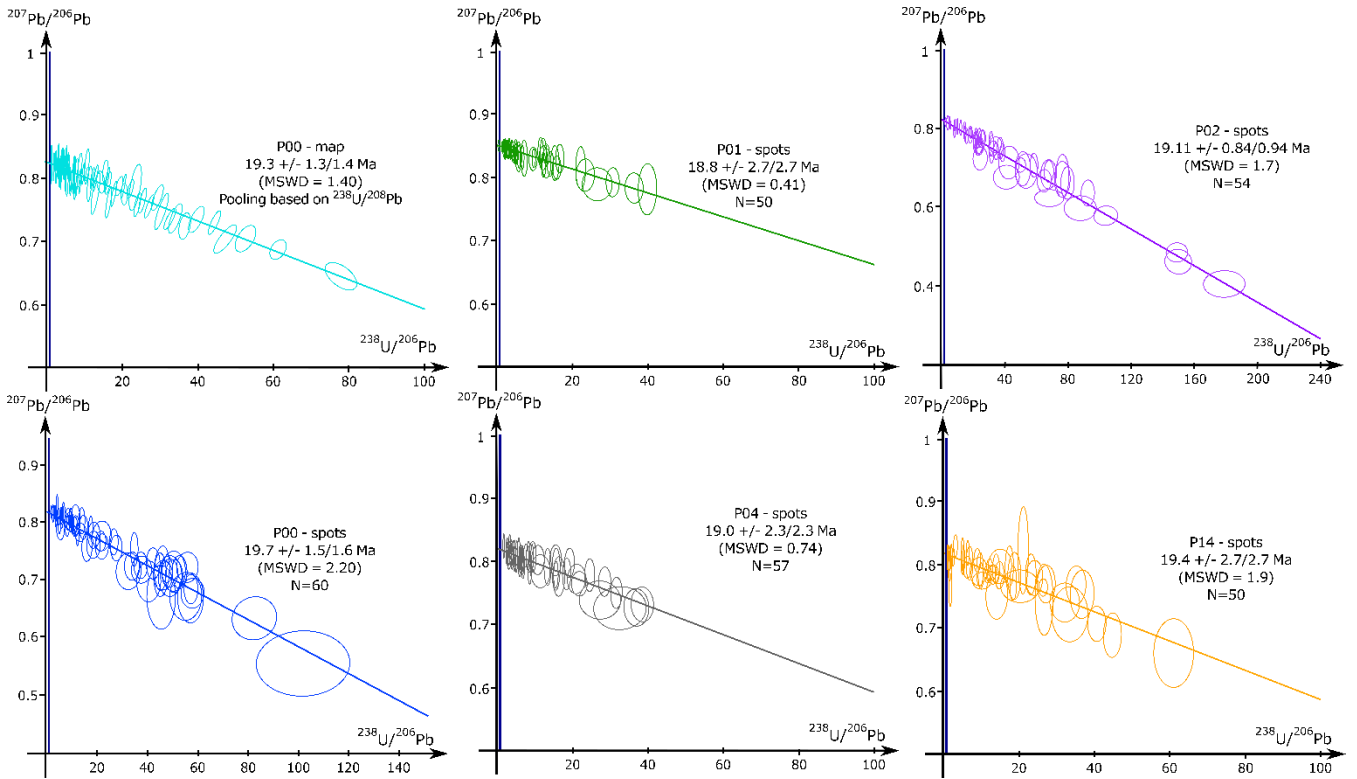 ²⁰⁷Pb/²⁰⁶Pb
1
0.9
0.8
0.7
0.6
P00 - map
19.3 +/- 1.3/1.4 Ma
(MSWD = 1.40)
Pooling based on ²³⁸U/²⁰⁸Pb
²³⁸U/²⁰⁶Pb
20 40 60 80 100
²⁰⁷Pb/²⁰⁶Pb
1
0.9
0.8
0.7
0.6
P01 - spots
18.8 +/- 2.7/2.7 Ma
(MSWD = 0.41)
N=50
²³⁸U/²⁰⁶Pb
20 40 60 80 100
²⁰⁷Pb/²⁰⁶Pb
1
0.8
0.6
0.4
P02 - spots
19.11 +/- 0.84/0.94 Ma
(MSWD = 1.7)
N=54
²³⁸U/²⁰⁶Pb
40 80 120 160 200 240
²⁰⁷Pb/²⁰⁶Pb
0.9
0.8
0.7
0.6
0.5
P00 - spots
19.7 +/- 1.5/1.6 Ma
(MSWD = 2.20)
N=60
²³⁸U/²⁰⁶Pb
20 40 60 80 100 120 140
²⁰⁷Pb/²⁰⁶Pb
1
0.9
0.8
0.7
0.6
P04 - spots
19.0 +/- 2.3/2.3 Ma
(MSWD = 0.74)
N=57
²³⁸U/²⁰⁶Pb
20 40 60 80 100
²⁰⁷Pb/²⁰⁶Pb
1
0.9
0.8
0.7
0.6
P14 - spots
19.4 +/- 2.7/2.7 Ma
(MSWD = 1.9)
N=50
²³⁸U/²⁰⁶Pb
20 40 60 80 100